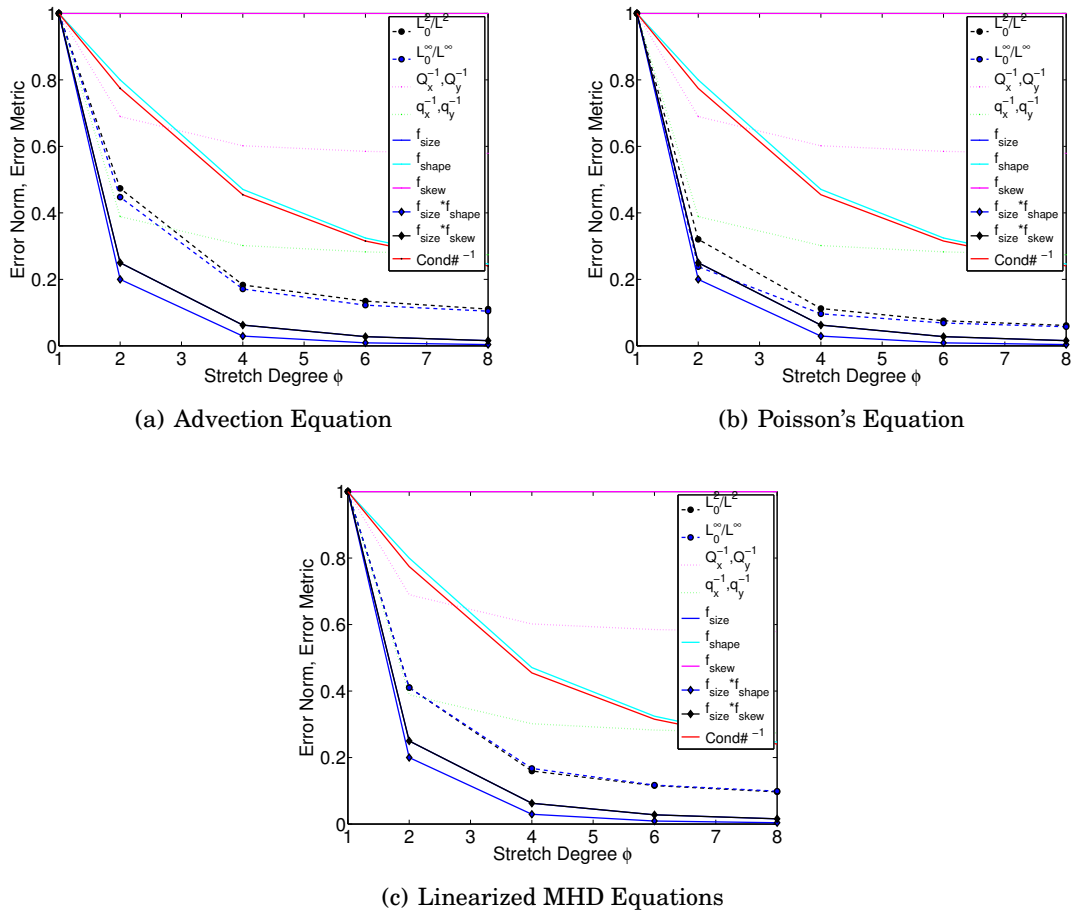 Error Norm, Error Metric
1
0.8
0.6
0.4
0.2
0
1 2 3 4 5 6 7 8
Stretch Degree ϕ
L₀²/L²
L₀^∞/L^∞
Qₓ⁻¹,Q_y⁻¹
qₓ⁻¹,q_y⁻¹
f_size
f_shape
f_skew
f_size*f_shape
f_size*f_skew
Cond# ⁻¹
(a) Advection Equation
Error Norm, Error Metric
1
0.8
0.6
0.4
0.2
0
1 2 3 4 5 6 7 8
Stretch Degree ϕ
L₀²/L²
L₀^∞/L^∞
Qₓ⁻¹,Q_y⁻¹
qₓ⁻¹,q_y⁻¹
f_size
f_shape
f_skew
f_size*f_shape
f_size*f_skew
Cond# ⁻¹
(b) Poisson's Equation
Error Norm, Error Metric
1
0.8
0.6
0.4
0.2
0
1 2 3 4 5 6 7 8
Stretch Degree ϕ
L₀²/L²
L₀^∞/L^∞
Qₓ⁻¹,Q_y⁻¹
qₓ⁻¹,q_y⁻¹
f_size
f_shape
f_skew
f_size*f_shape
f_size*f_skew
Cond# ⁻¹
(c) Linearized MHD Equations